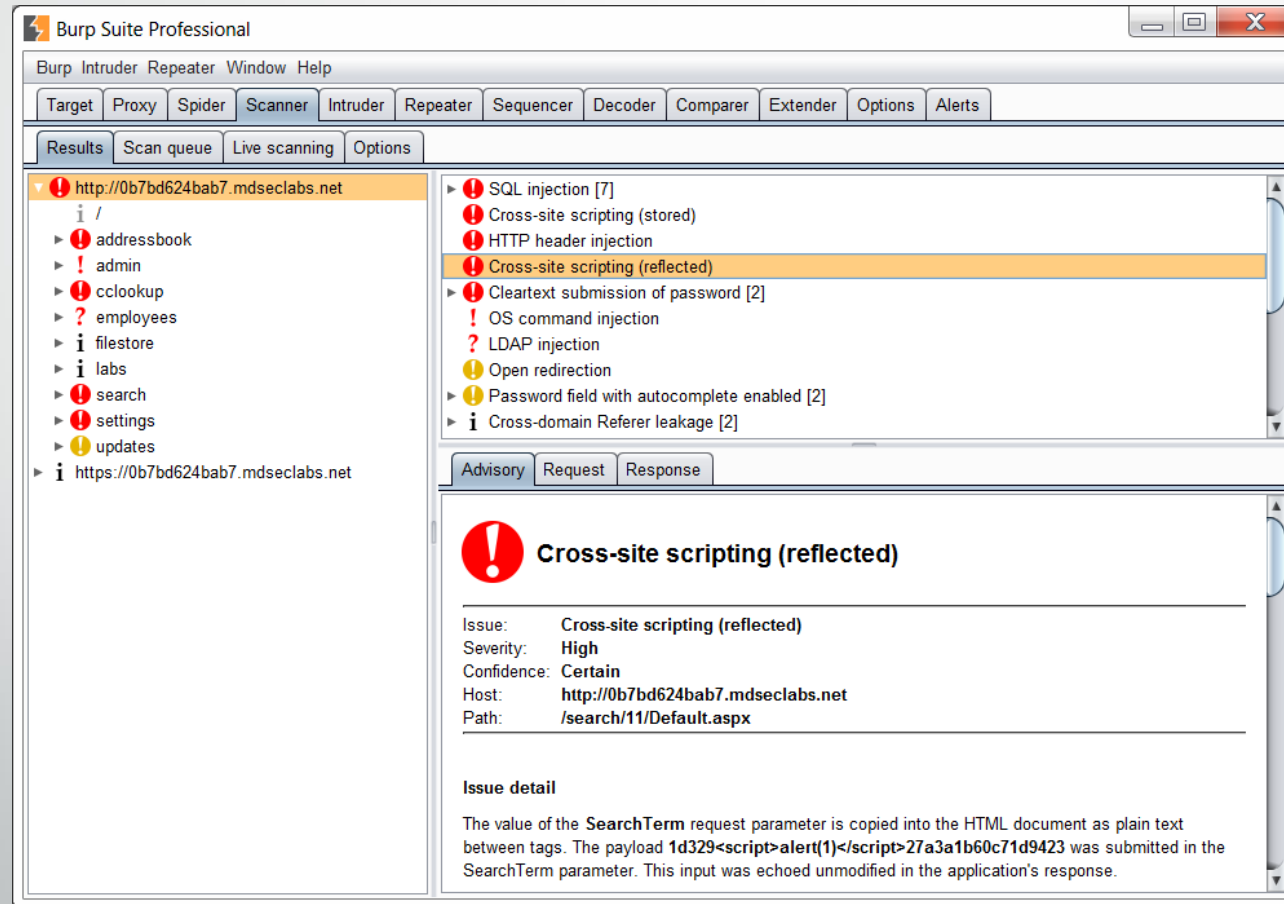 Burp Suite Professional
Burp Intruder Repeater Window Help
Target Proxy Spider Scanner Intruder Repeater Sequencer Decoder Comparer Extender Options Alerts
Results Scan queue Live scanning Options
http://0b7bd624bab7.mdseclabs.net
/
addressbook
admin
cclookup
employees
filestore
labs
search
settings
updates
https://0b7bd624bab7.mdseclabs.net
SQL injection [7]
Cross-site scripting (stored)
HTTP header injection
Cross-site scripting (reflected)
Cleartext submission of password [2]
OS command injection
LDAP injection
Open redirection
Password field with autocomplete enabled [2]
Cross-domain Referer leakage [2]
Advisory Request Response
Cross-site scripting (reflected)
Issue: Cross-site scripting (reflected)
Severity: High
Confidence: Certain
Host: http://0b7bd624bab7.mdseclabs.net
Path: /search/11/Default.aspx
Issue detail
The value of the SearchTerm request parameter is copied into the HTML document as plain text
between tags. The payload 1d329<script>alert(1)</script>27a3a1b60c71d9423 was submitted in the
SearchTerm parameter. This input was echoed unmodified in the application's response.